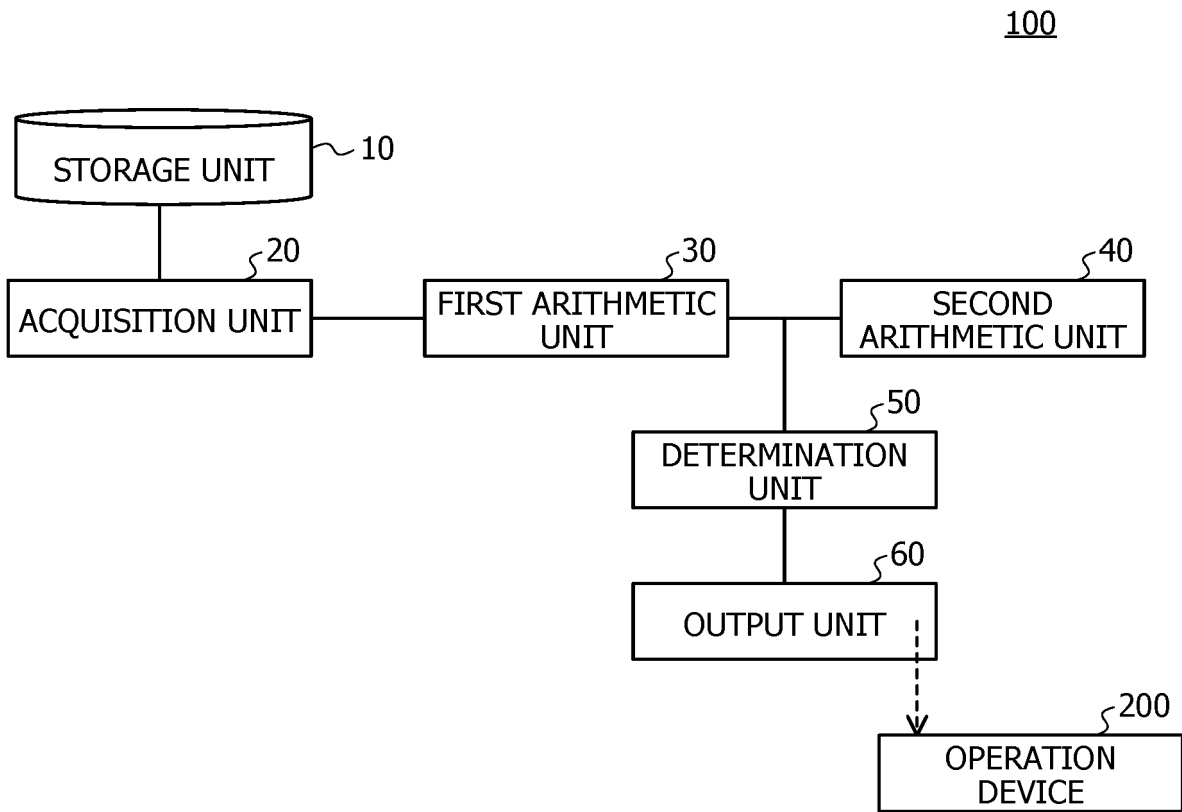 100
STORAGE UNIT
10
20
30
40
ACQUISITION UNIT
FIRST ARITHMETIC
UNIT
SECOND
ARITHMETIC UNIT
50
DETERMINATION
UNIT
60
OUTPUT UNIT
200
OPERATION
DEVICE